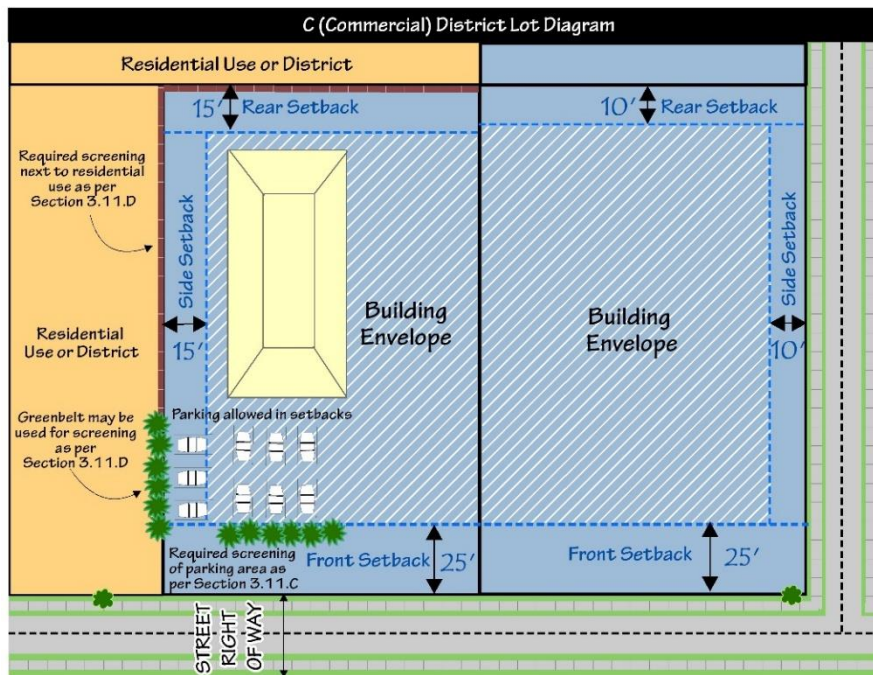 C (Commercial) District Lot Diagram
Residential Use or District
15'
Rear Setback
10'
Rear Setback
Required screening
next to residential
use as per
Section 3.11.D
Side Setback
15'
Building
Envelope
Building
Envelope
Side Setback
10'
Residential
Use or District
Greenbelt may be
used for screening
as per
Section 3.11.D
Parking allowed in setbacks
Required screening
of parking area as
per Section 3.11.C
Front Setback
25'
Front Setback
25'
STREET
RIGHT
OF WAY